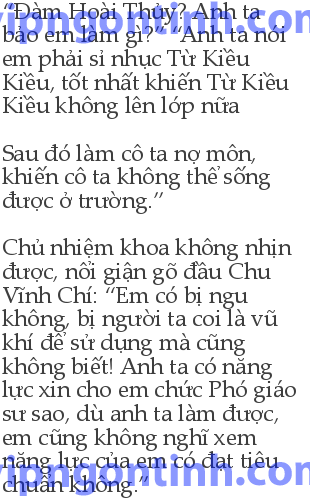 vipngontinh.com
“Đàm Hoài Thủy? Anh ta
bảo em làm gì?” “Anh ta nói
em phải sỉ nhục Từ Kiều
Kiều, tốt nhất khiến Từ Kiều
Kiều không lên lớp nữa
Sau đó làm cô ta nợ môn,
khiến cô ta không thể sống
được ở trường.”
Chủ nhiệm khoa không nhịn
được, nổi giận gõ đầu Chu
Vĩnh Chí: “Em có bị ngu
không, bị người ta coi là vũ
khí để sử dụng mà cũng
không biết! Anh ta có năng
lực xin cho em chức Phó giáo
sư sao, dù anh ta làm được,
em cũng không nghĩ xem
năng lực của em có đạt tiêu
chuẩn không.”
vipngontinh.com